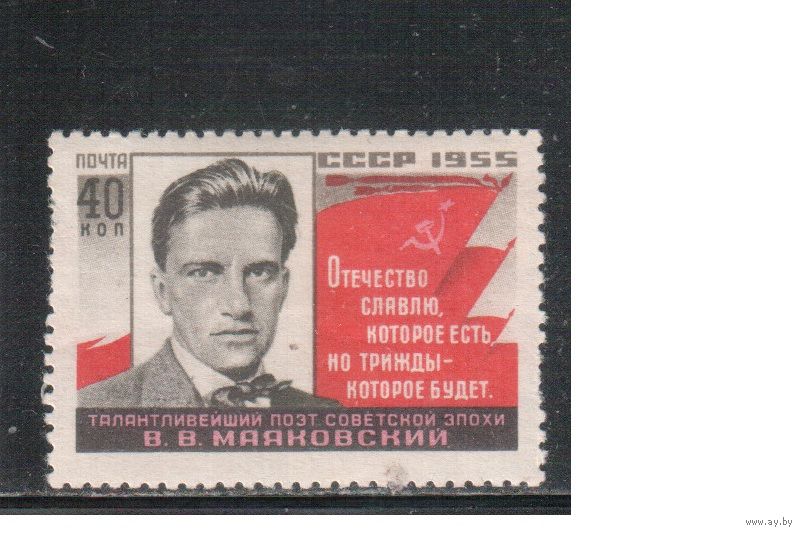 ПОЧТА
СССР 1955
40
КОП
ОТЕЧЕСТВО
СЛАВЛЮ,
КОТОРОЕ ЕСТЬ,
НО ТРИЖДЫ-
КОТОРОЕ БУДЕТ.
ТАЛАНТЛИВЕЙШИЙ ПОЭТ СОВЕТСКОЙ ЭПОХИ
В. В. МАЯКОВСКИЙ
www.ay.by